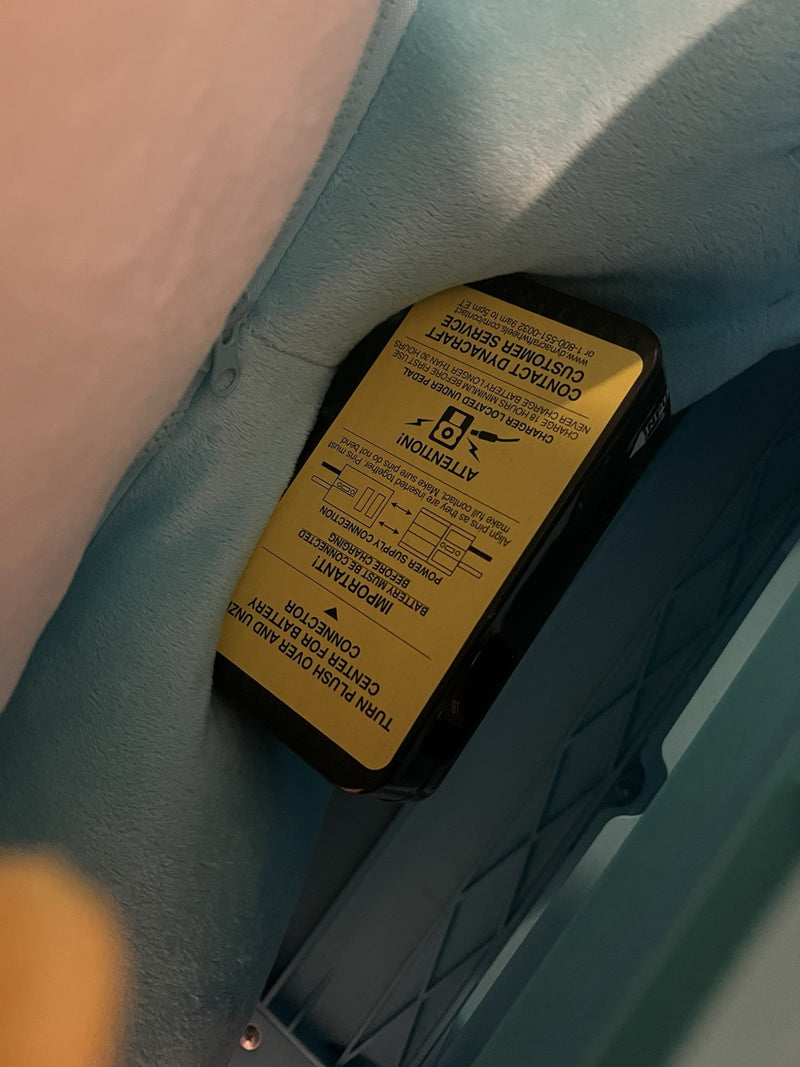 TURN PLUSH OVER AND
CENTER FOR BATTERY
CONNECTOR
IMPORTANT!
BATTERY MUST BE CONNECTED
BEFORE CHARGING
POWER SUPPLY CONNECTION
Align pins as they are inserted together. Pins must
make full contact. Make sure pins do not bend
ATTENTION!
CHARGER LOCATED UNDER PEDAL
CHARGE 18 HOURS MINIMUM BEFORE FIRST USE
NEVER CHARGE BATTERY LONGER THAN 30 HOURS
CONTACT DYNACRAFT
CUSTOMER SERVICE
www.dynacraftwheels.com/contact
or 1-800-551-0032 9am to 5pm ET